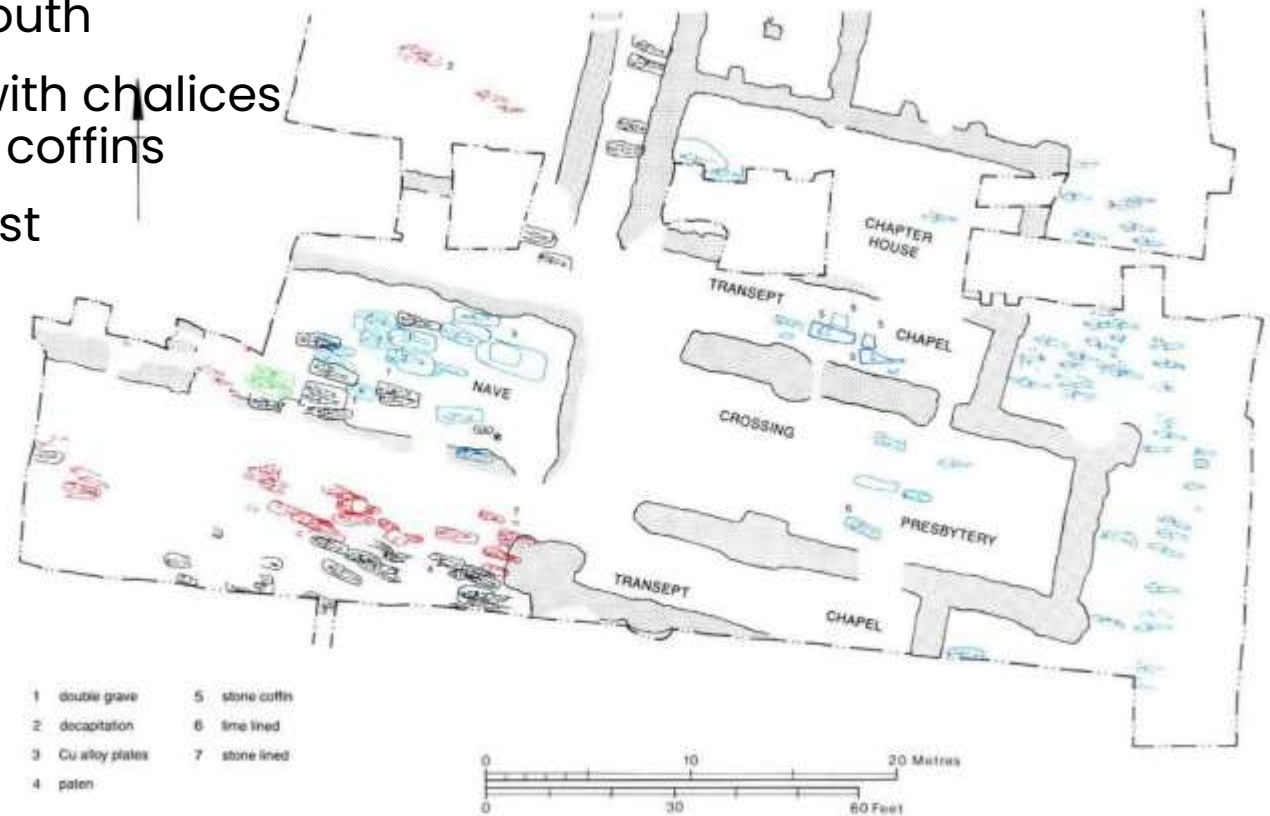 outh
with chalices
coffins
st
CHAPTER
HOUSE
TRANSEPT
CHAPEL
NAVE
CROSSING
PRESBYTERY
TRANSEPT
CHAPEL
1 double grave
2 decapitation
3 Cu alloy plates
4 paten
5 stone coffin
6 lime lined
7 stone lined
0 10 20 Metres
0 30 60 Feet